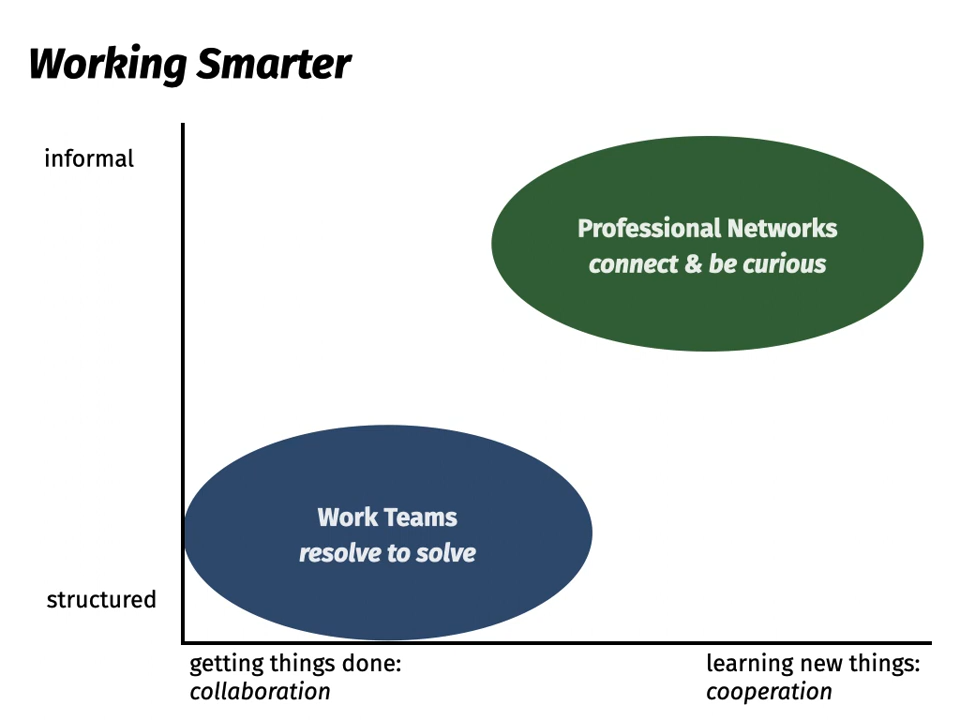 Working Smarter
informal
Professional Networks
connect & be curious
Work Teams
resolve to solve
structured
getting things done:
collaboration
learning new things:
cooperation